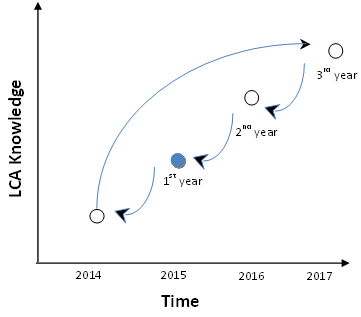 LCA Knowledge
3rd year
2nd year
1st year
2014 2015 2016 2017
Time